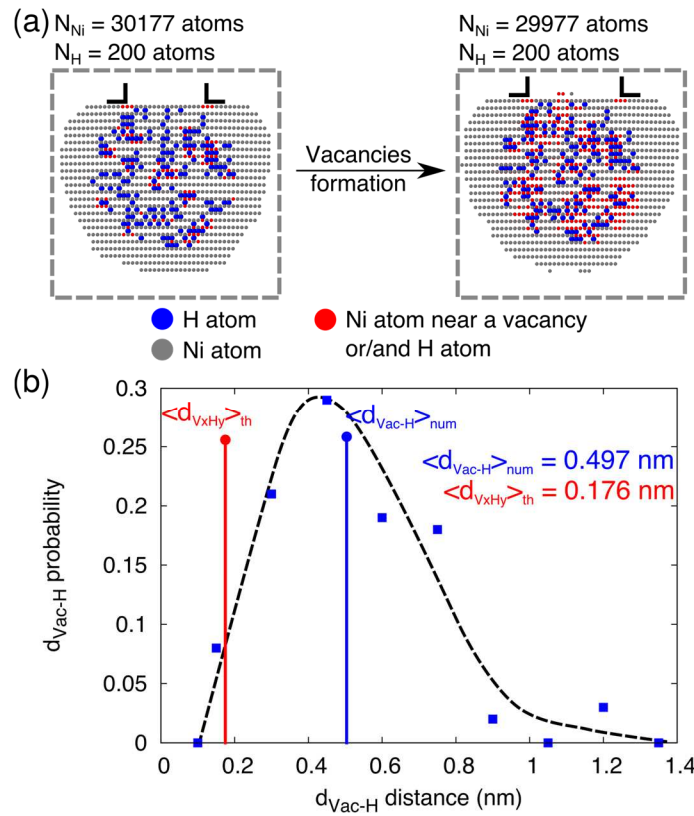 (a)
N_Ni = 30177 atoms
N_H = 200 atoms
N_Ni = 29977 atoms
N_H = 200 atoms
Vacancies
formation
H atom
Ni atom
Ni atom near a vacancy
or/and H atom
(b)
<d_VxHy>_th
<d_Vac-H>_num
<d_Vac-H>_num = 0.497 nm
<d_VxHy>_th = 0.176 nm
0.3
0.25
0.2
0.15
0.1
0.05
0
d_Vac-H probability
0 0.2 0.4 0.6 0.8 1 1.2 1.4
d_Vac-H distance (nm)